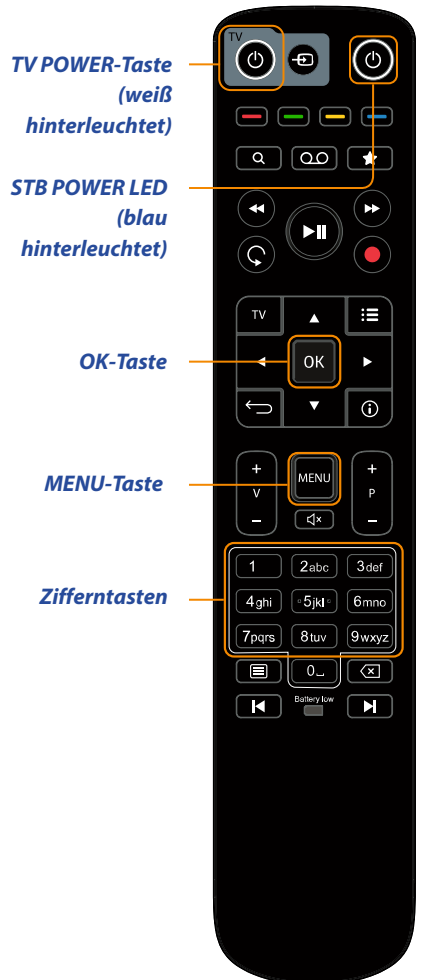 TV
TV POWER-Taste
(weiß
hinterleuchtet)
STB POWER LED
(blau
hinterleuchtet)
TV
OK-Taste
OK
+ MENU +
MENU-Taste
V P
– –
1 2abc 3def
Zifferntasten
4ghi 5jkl 6mno
7pqrs 8tuv 9wxyz
0
Battery low